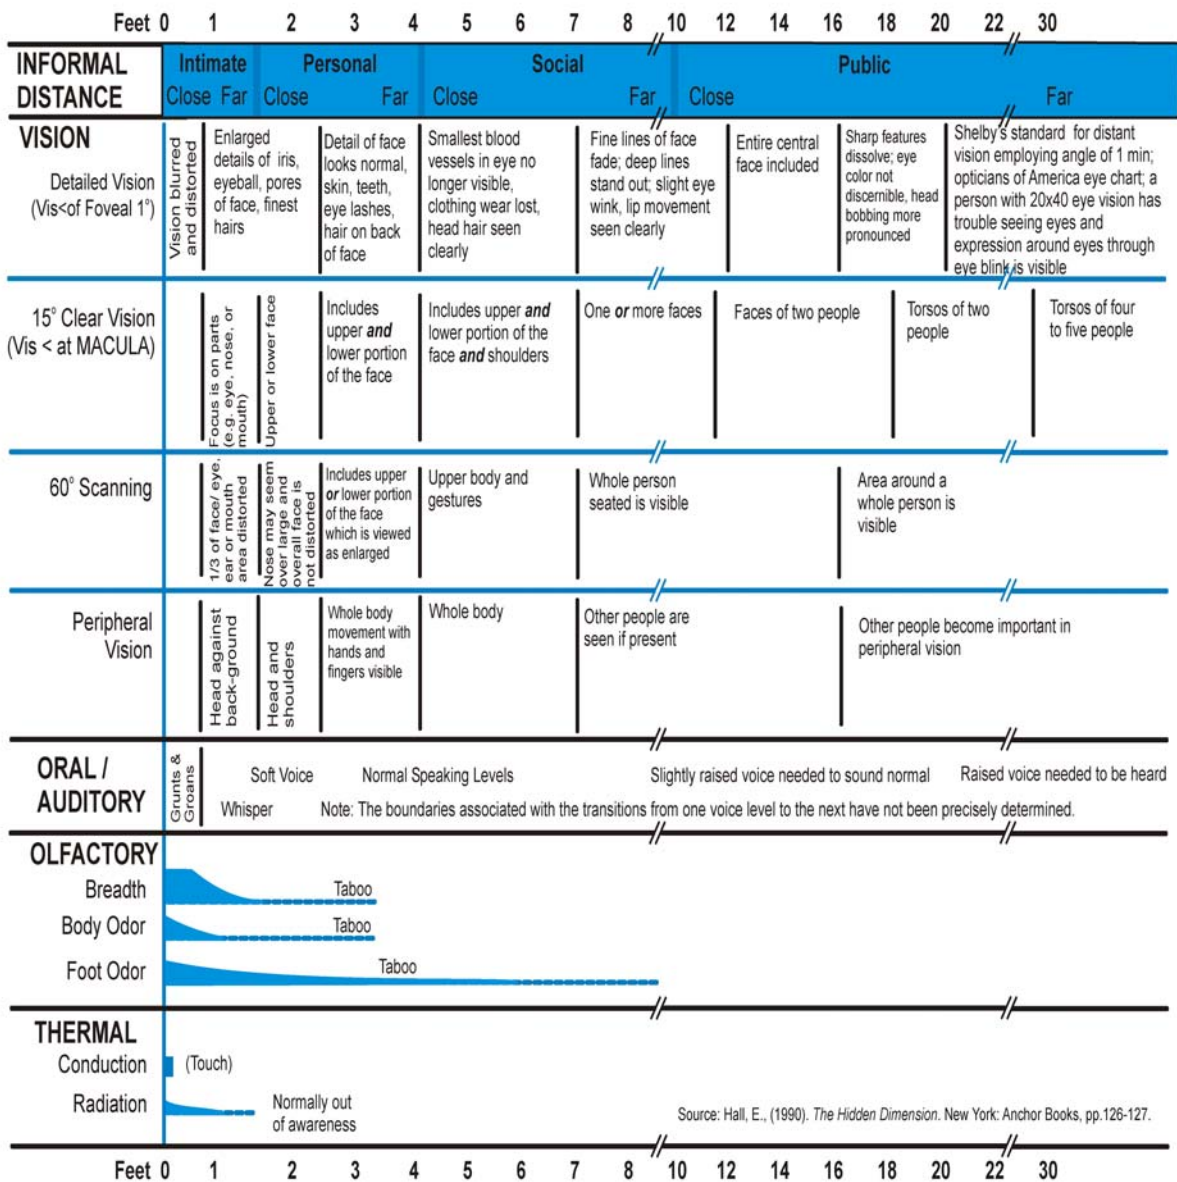 Feet 0 1 2 3 4 5 6 7 8 10 12 14 16 18 20 22 30
INFORMAL
DISTANCE
Intimate Personal Social Public
Close Far Close Far Close Far Close Far
VISION
Detailed Vision
(Vis<of Foveal 1°)
Vision blurred
and distorted
Enlarged
details of iris,
eyeball, pores
of face, finest
hairs
Detail of face
looks normal,
skin, teeth,
eye lashes,
hair on back
of face
Smallest blood
vessels in eye no
longer visible,
clothing wear lost,
head hair seen
clearly
Fine lines of face
fade; deep lines
stand out; slight eye
wink, lip movement
seen clearly
Entire central
face included
Sharp features
dissolve; eye
color not
discernible, head
bobbing more
pronounced
Shelby's standard for distant
vision employing angle of 1 min;
opticians of America eye chart; a
person with 20x40 eye vision has
trouble seeing eyes and
expression around eyes through
eye blink is visible
15° Clear Vision
(Vis < at MACULA)
Focus is on parts
(e.g. eye, nose, or
mouth)
Upper or lower face
Includes
upper and
lower portion
of the face
Includes upper and
lower portion of the
face and shoulders
One or more faces
Faces of two people
Torsos of two
people
Torsos of four
to five people
60° Scanning
1/3 of face/ eye,
ear or mouth
area distorted
Nose may seem
over large and
overall face is
not distorted
Includes upper
or lower portion
of the face
which is viewed
as enlarged
Upper body and
gestures
Whole person
seated is visible
Area around a
whole person is
visible
Peripheral
Vision
Head against
back-ground
Head and
shoulders
Whole body
movement with
hands and
fingers visible
Whole body
Other people are
seen if present
Other people become important in
peripheral vision
ORAL /
AUDITORY
Grunts &
Groans
Soft Voice Normal Speaking Levels Slightly raised voice needed to sound normal Raised voice needed to be heard
Whisper Note: The boundaries associated with the transitions from one voice level to the next have not been precisely determined.
OLFACTORY
Breadth Taboo
Body Odor Taboo
Foot Odor Taboo
THERMAL
Conduction (Touch)
Radiation
Normally out
of awareness
Source: Hall, E., (1990). The Hidden Dimension. New York: Anchor Books, pp.126-127.
Feet 0 1 2 3 4 5 6 7 8 10 12 14 16 18 20 22 30